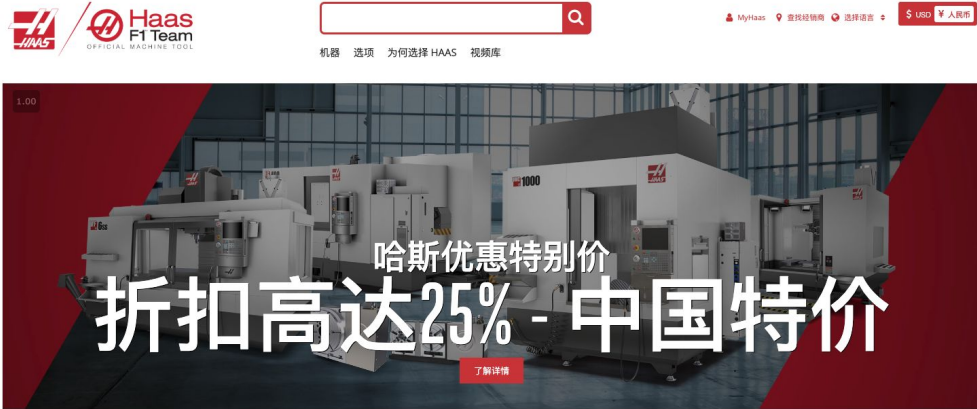 HAAS
Haas
F1 Team
OFFICIAL MACHINE TOOL
MyHaas 查找经销商 选择语言
$ USD ¥ 人民币
机器 选项 为何选择 HAAS 视频库
1.00
1000
HAAS
哈斯优惠特别价
折扣高达25% - 中国特价
了解详情